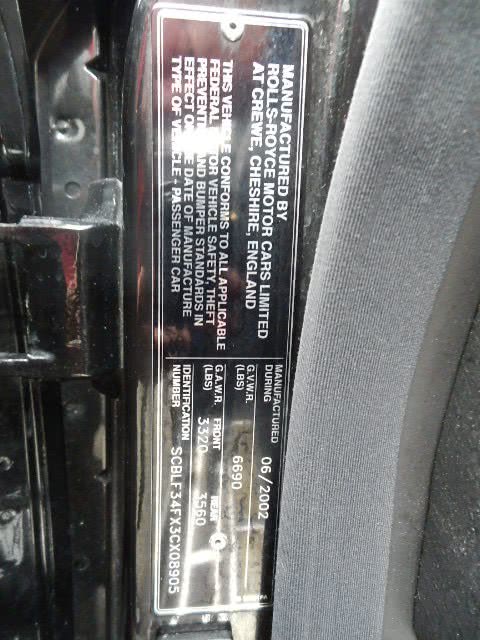 MANUFACTURED BY
ROLLS-ROYCE MOTOR CARS LIMITED
AT CREWE, CHESHIRE, ENGLAND
THIS VEHICLE CONFORMS TO ALL APPLICABLE
FEDERAL MOTOR VEHICLE SAFETY, THEFT
PREVENTION AND BUMPER STANDARDS IN
EFFECT ON THE DATE OF MANUFACTURE
TYPE OF VEHICLE - PASSENGER CAR
MANUFACTURED DURING 06/2002
G.V.W.R. (LBS) 6690
G.A.W.R. (LBS) FRONT 3320 REAR 3560
IDENTIFICATION NUMBER SCBLF34FX3CX08905